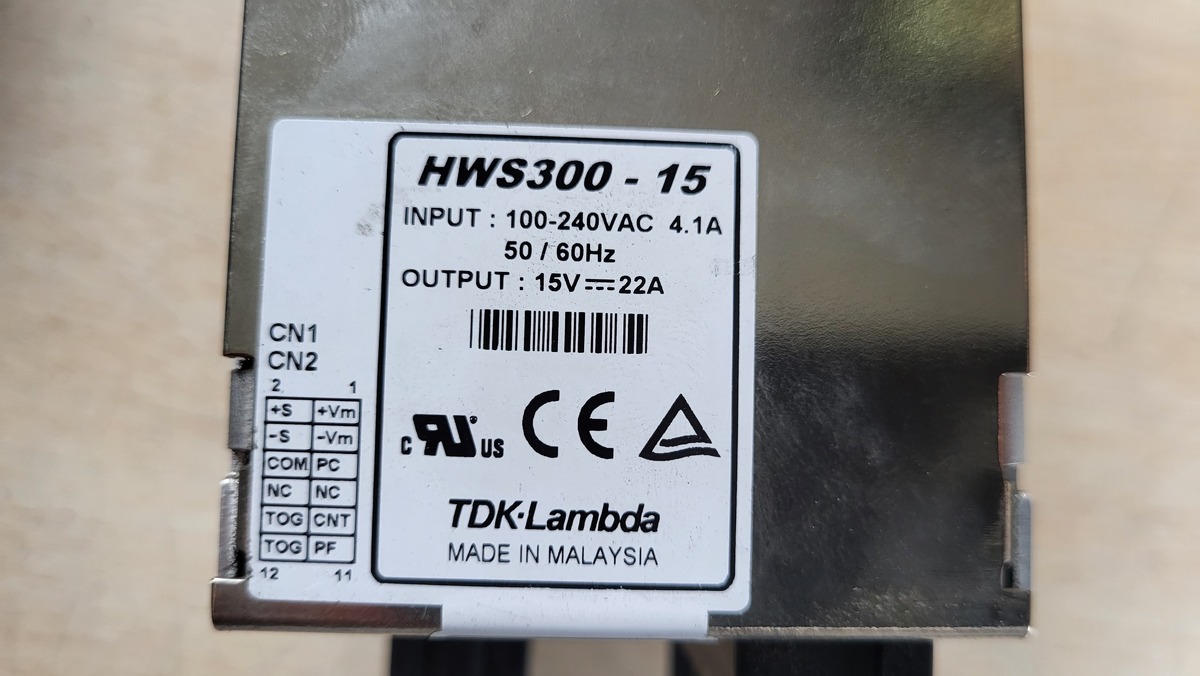 HWS300 - 15
INPUT : 100-240VAC 4.1A
50 / 60Hz
OUTPUT : 15V⎓22A
CN1
CN2
2 1
+S +Vm
-S -Vm
COM PC
NC NC
TOG CNT
TOG PF
12 11
c RU® US CE
TDK·Lambda
MADE IN MALAYSIA